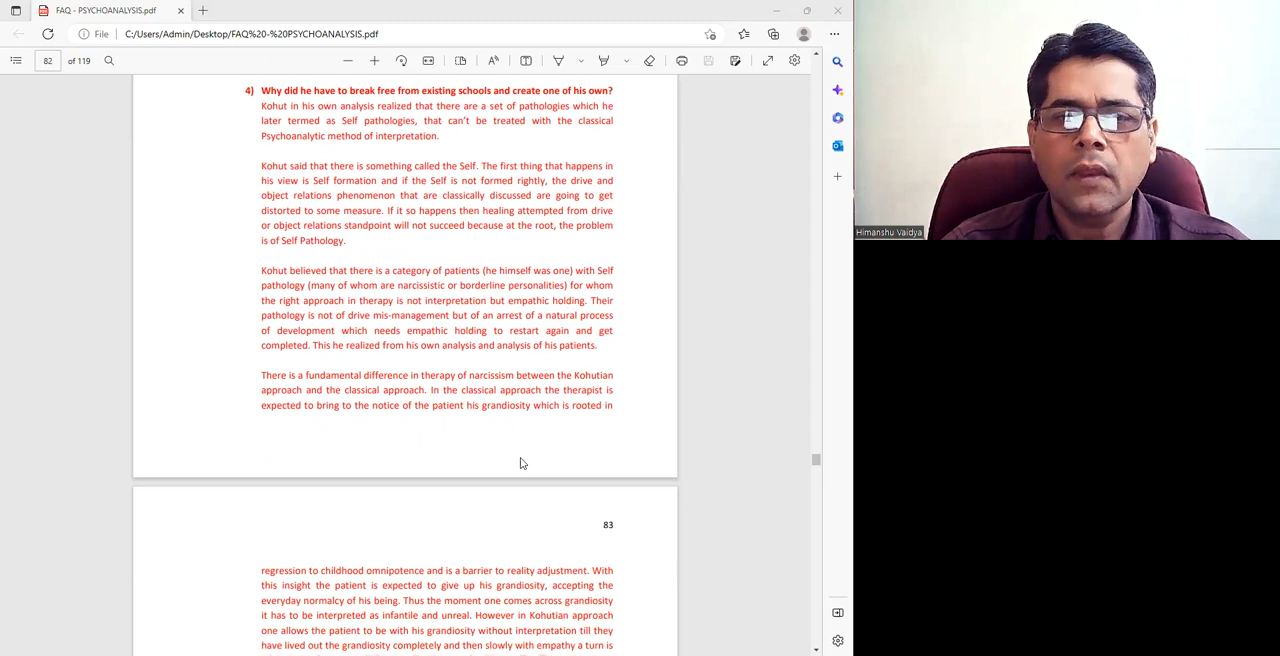 FAQ - PSYCHOANALYSIS.pdf
File
C:/Users/Admin/Desktop/FAQ%20-%20PSYCHOANALYSIS.pdf
82 of 119
4) Why did he have to break free from existing schools and create one of his own?
Kohut in his own analysis realized that there are a set of pathologies which he
later termed as Self pathologies, that can't be treated with the classical
Psychoanalytic method of interpretation.
Kohut said that there is something called the Self. The first thing that happens in
his view is Self formation and if the Self is not formed rightly, the drive and
object relations phenomenon that are classically discussed are going to get
distorted to some measure. If it so happens then healing attempted from drive
or object relations standpoint will not succeed because at the root, the problem
is of Self Pathology.
Kohut believed that there is a category of patients (he himself was one) with Self
pathology (many of whom are narcissistic or borderline personalities) for whom
the right approach in therapy is not interpretation but empathic holding. Their
pathology is not of drive mis-management but of an arrest of a natural process
of development which needs empathic holding to restart again and get
completed. This he realized from his own analysis and analysis of his patients.
There is a fundamental difference in therapy of narcissism between the Kohutian
approach and the classical approach. In the classical approach the therapist is
expected to bring to the notice of the patient his grandiosity which is rooted in
83
regression to childhood omnipotence and is a barrier to reality adjustment. With
this insight the patient is expected to give up his grandiosity, accepting the
everyday normalcy of his being. Thus the moment one comes across grandiosity
it has to be interpreted as infantile and unreal. However in Kohutian approach
one allows the patient to be with his grandiosity without interpretation till they
have lived out the grandiosity completely and then slowly with empathy a turn is
Himanshu Vaidya